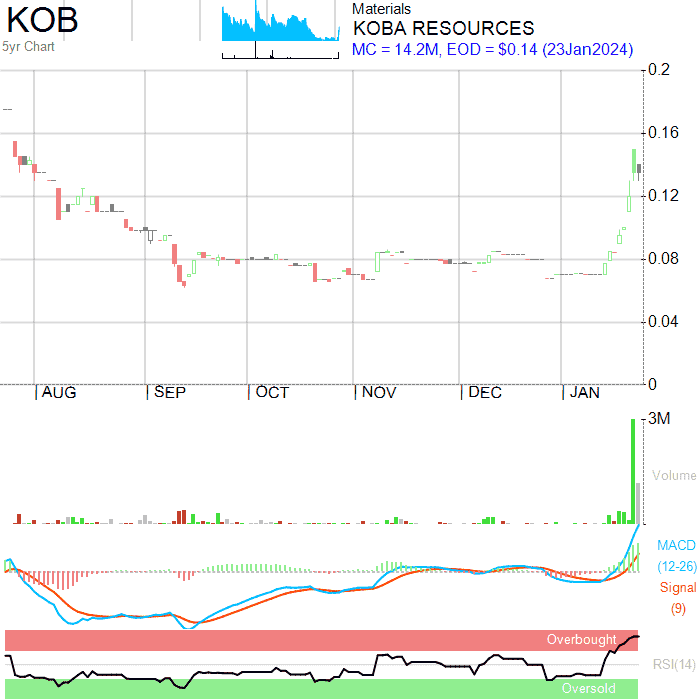 KOB
5yr Chart
Materials
KOBA RESOURCES
MC = 14.2M, EOD = $0.14 (23Jan2024)
0.2
0.16
0.12
0.08
0.04
0
AUG SEP OCT NOV DEC JAN
3M
Volume
MACD
(12-26)
Signal
(9)
Overbought
RSI(14)
Oversold